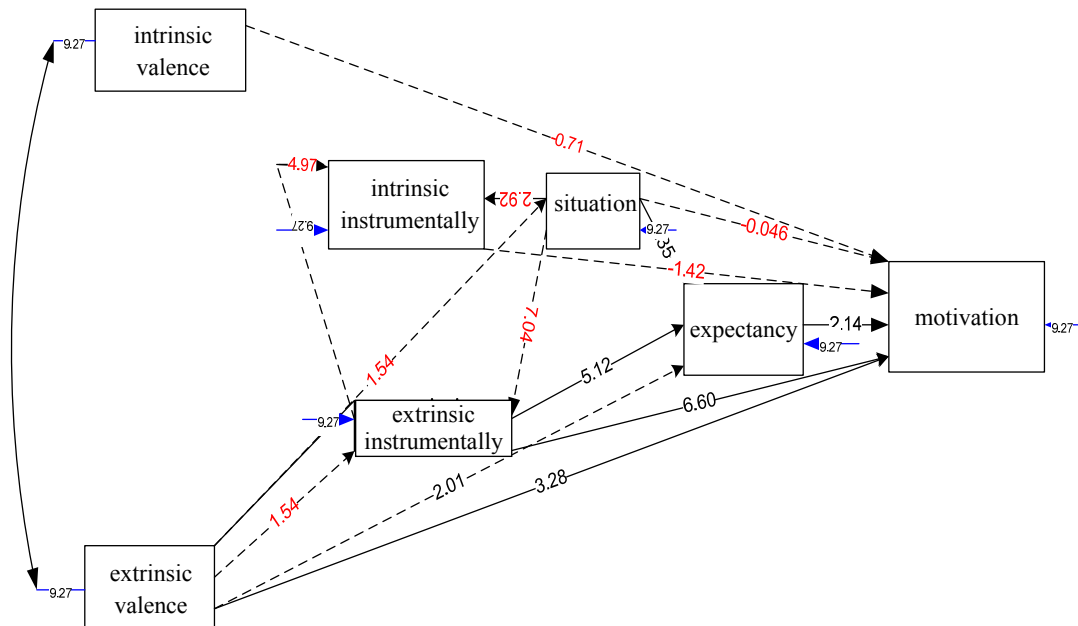 intrinsic
valence
9.27
-0.71
-4.97
intrinsic
instrumentally
9.27
2.92
situation
9.27
-0.046
-1.42
motivation
9.27
expectancy
2.14
9.27
7.04
1.54
5.12
6.60
extrinsic
instrumentally
9.27
2.01
3.28
1.54
extrinsic
valence
9.27